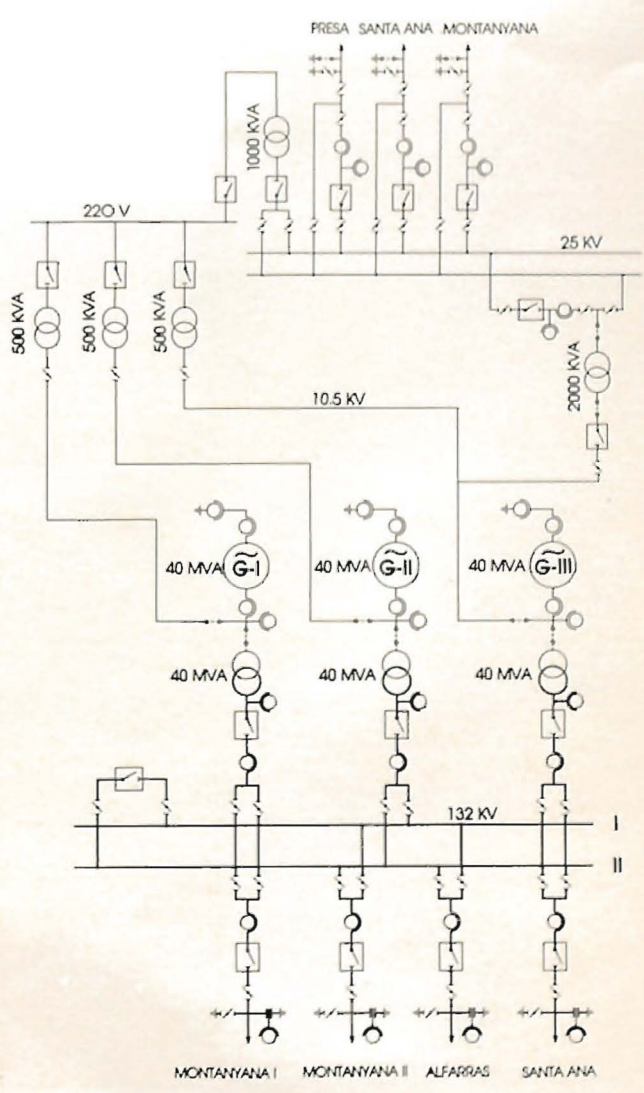 PRESA SANTA ANA MONTANYANA
1000 KVA
220 V
25 KV
500 KVA
500 KVA
500 KVA
2000 KVA
10.5 KV
40 MVA G-I
40 MVA G-II
40 MVA G-III
40 MVA
40 MVA
40 MVA
132 KV
I
II
MONTANYANA I MONTANYANA II ALFARRAS SANTA ANA